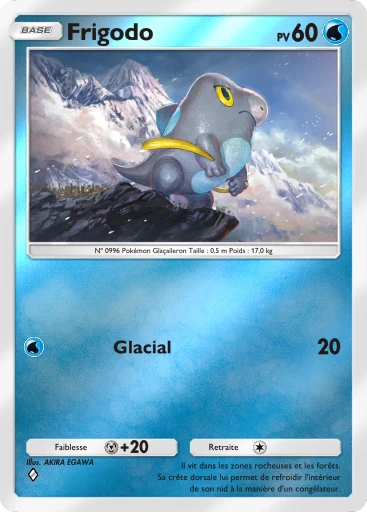 BASE Frigodo PV 60
N° 0996 Pokémon Glaçaileron Taille : 0,5 m Poids : 17,0 kg
Glacial 20
Faiblesse +20 Retraite
Illus. AKIRA EGAWA
Il vit dans les zones rocheuses et les forêts.
Sa crête dorsale lui permet de refroidir l'intérieur
de son nid à la manière d'un congélateur.